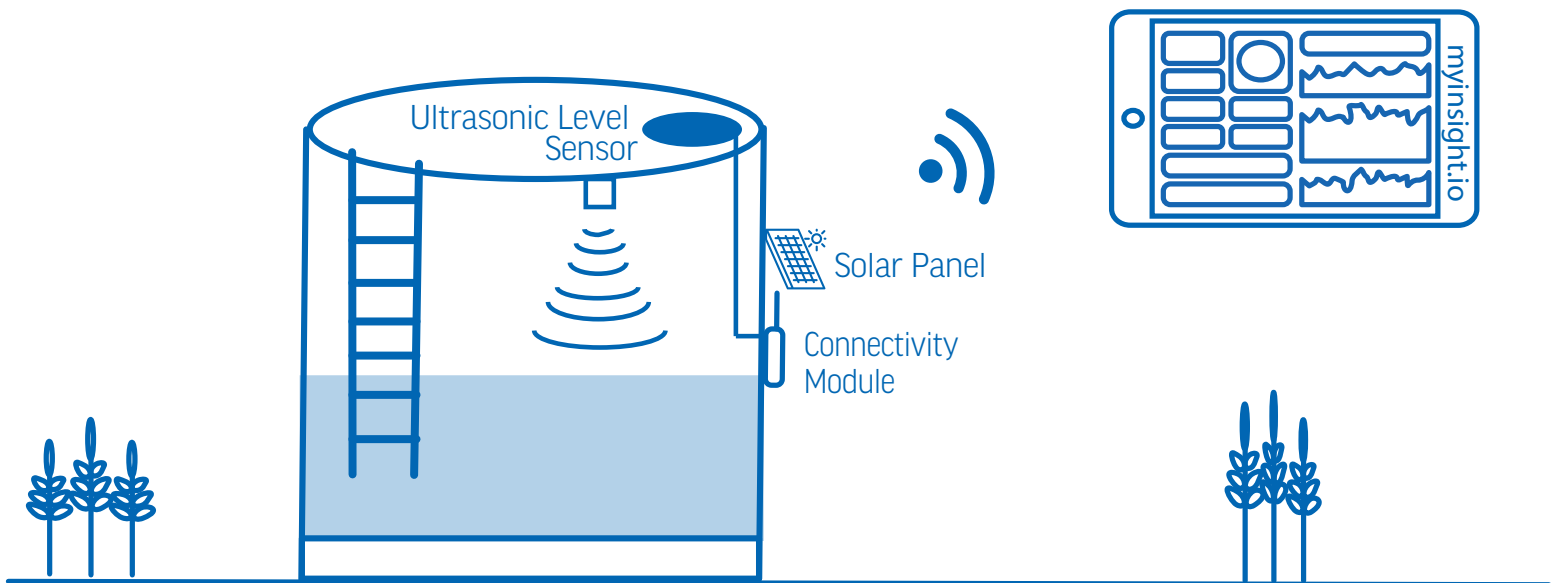 Ultrasonic Level
Sensor
Solar Panel
Connectivity
Module
myinsight.io